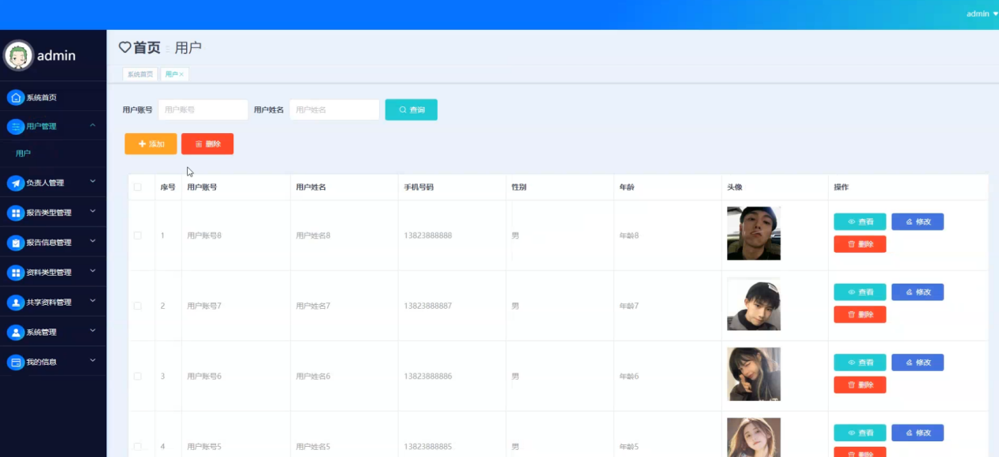 admin
admin
首页 用户
系统首页 用户×
系统首页
用户管理
用户
负责人管理
报告类型管理
报告信息管理
资料类型管理
共享资料管理
系统管理
我的信息
用户账号 用户账号 用户姓名 用户姓名 查询
添加 删除
序号 用户账号 用户姓名 手机号码 性别 年龄 头像 操作
1 用户账号8 用户姓名8 13823888888 男 年龄8 查看 修改
删除
2 用户账号7 用户姓名7 13823888887 男 年龄7 查看 修改
删除
3 用户账号6 用户姓名6 13823888886 男 年龄6 查看 修改
删除
4 用户账号5 用户姓名5 13823888885 男 年龄5 查看 修改
删除